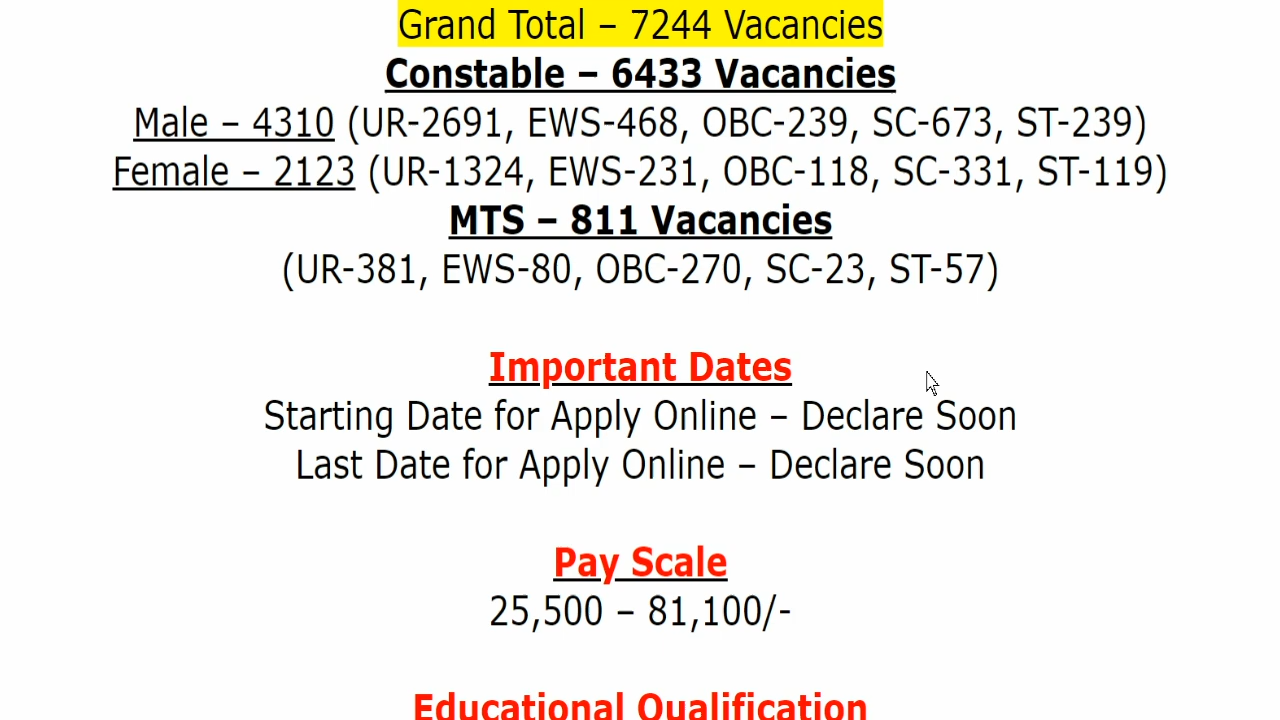 Grand Total – 7244 Vacancies
Constable – 6433 Vacancies
Male – 4310 (UR-2691, EWS-468, OBC-239, SC-673, ST-239)
Female – 2123 (UR-1324, EWS-231, OBC-118, SC-331, ST-119)
MTS – 811 Vacancies
(UR-381, EWS-80, OBC-270, SC-23, ST-57)
Important Dates
Starting Date for Apply Online – Declare Soon
Last Date for Apply Online – Declare Soon
Pay Scale
25,500 – 81,100/-
Educational Qualification